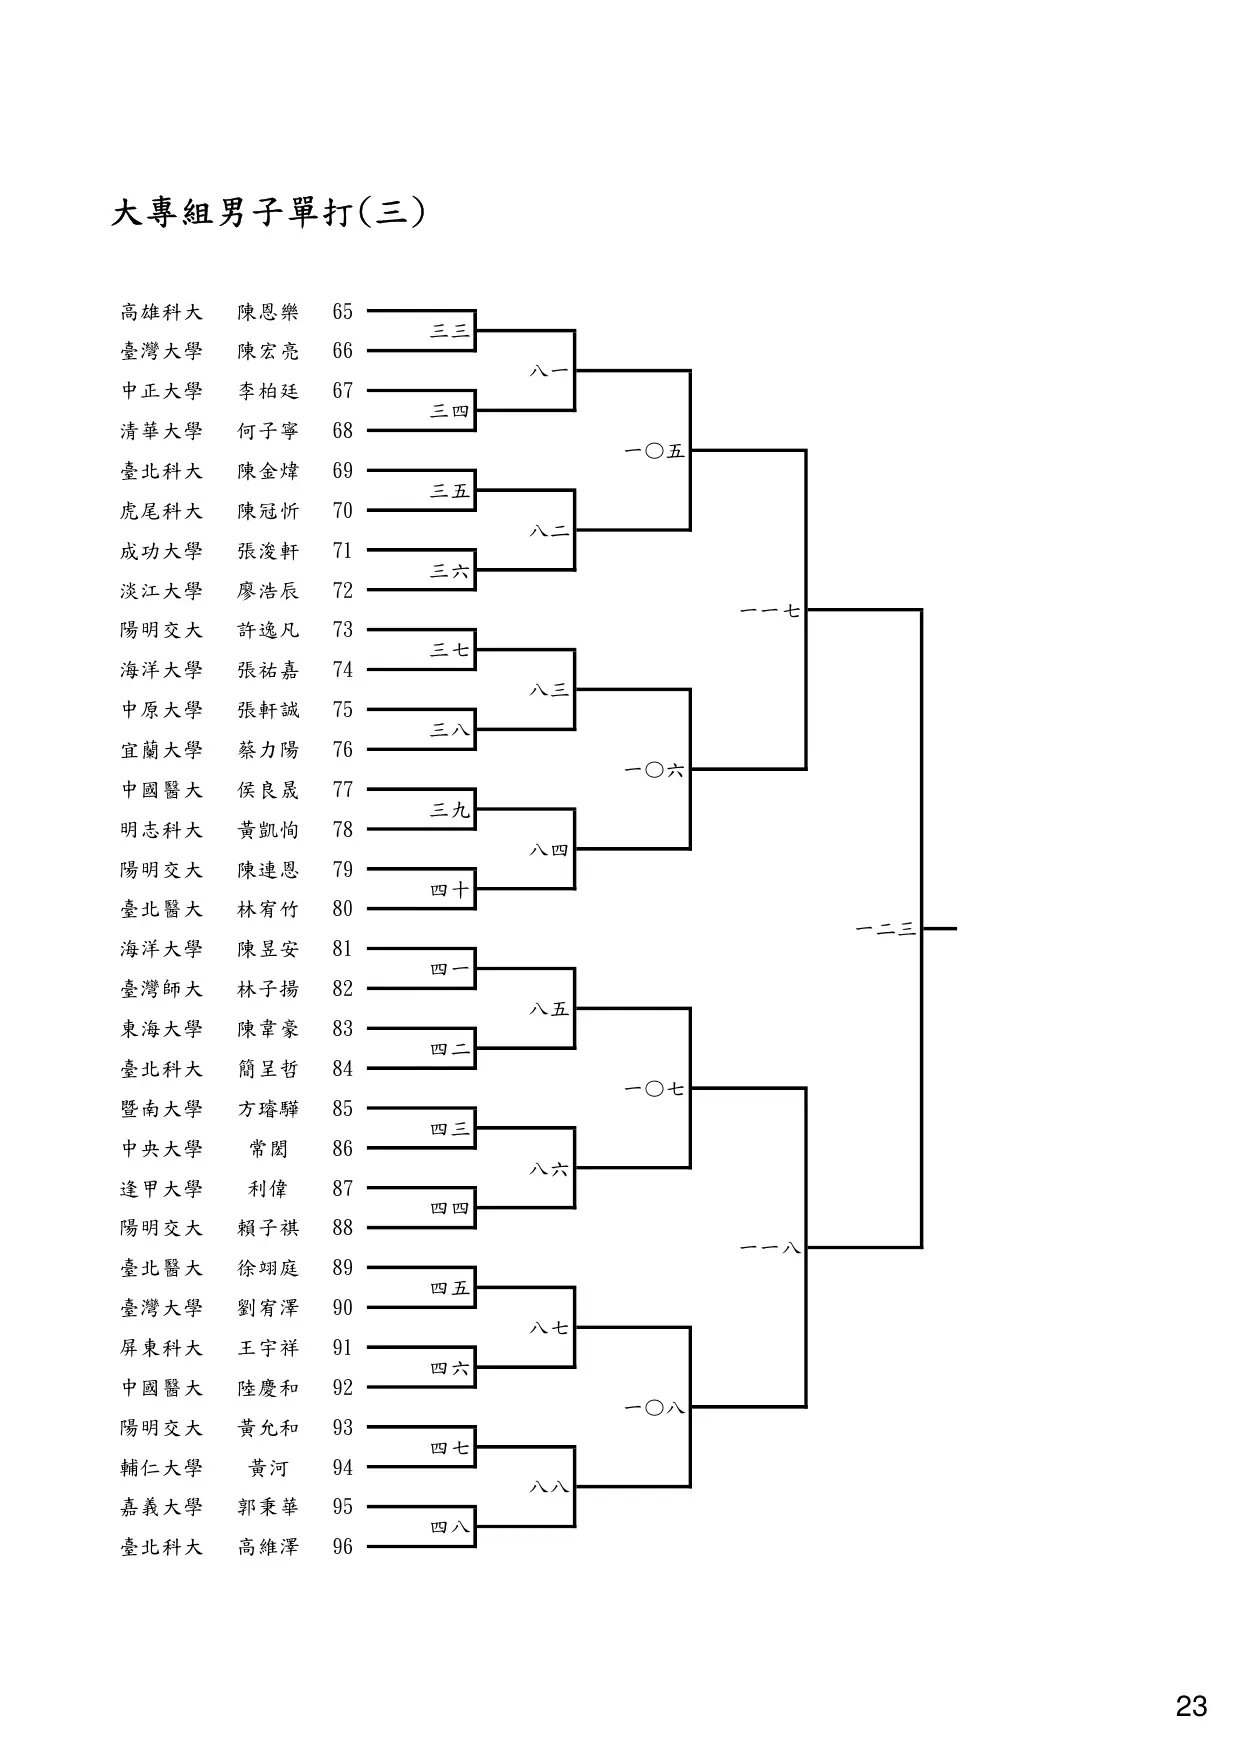 大專組男子單打(三)
高雄科大 陳恩樂 65
三三
臺灣大學 陳宏亮 66
八一
中正大學 李柏廷 67
三四
清華大學 何子寧 68
一〇五
臺北科大 陳金煒 69
三五
虎尾科大 陳冠忻 70
八二
成功大學 張浚軒 71
三六
淡江大學 廖浩辰 72
一一七
陽明交大 許逸凡 73
三七
海洋大學 張祐嘉 74
八三
中原大學 張軒誠 75
三八
宜蘭大學 蔡力陽 76
一〇六
中國醫大 侯良晟 77
三九
明志科大 黃凱恂 78
八四
陽明交大 陳連恩 79
四十
臺北醫大 林宥竹 80
一二三
海洋大學 陳昱安 81
四一
臺灣師大 林子揚 82
八五
東海大學 陳韋豪 83
四二
臺北科大 簡呈哲 84
一〇七
暨南大學 方璿驊 85
四三
中央大學 常閎 86
八六
逢甲大學 利偉 87
四四
陽明交大 賴子祺 88
一一八
臺北醫大 徐翊庭 89
四五
臺灣大學 劉宥澤 90
八七
屏東科大 王宇祥 91
四六
中國醫大 陸慶和 92
一〇八
陽明交大 黃允和 93
四七
輔仁大學 黃河 94
八八
嘉義大學 郭秉華 95
四八
臺北科大 高維澤 96
23